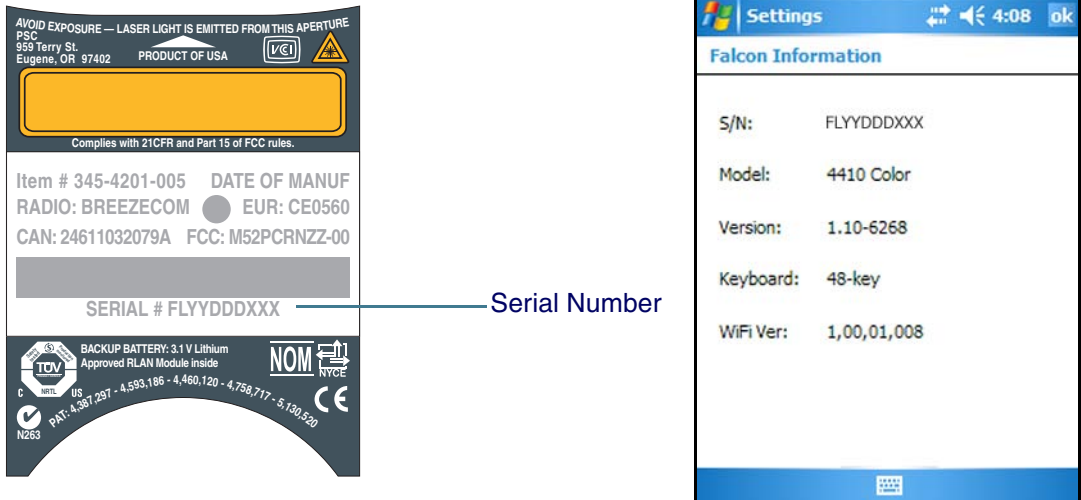 AVOID EXPOSURE — LASER LIGHT IS EMITTED FROM THIS APERTURE
PSC
959 Terry St.
Eugene, OR 97402
PRODUCT OF USA
VCI
Complies with 21CFR and Part 15 of FCC rules.
Item # 345-4201-005 DATE OF MANUF
RADIO: BREEZECOM EUR: CE0560
CAN: 24611032079A FCC: M52PCRNZZ-00
SERIAL # FLYYDDDXXX
Serial Number
BACKUP BATTERY: 3.1 V Lithium
Approved RLAN Module inside
TÜV
NRTL
C US
NOM
NYCE
PAT: 4,387,297 - 4,593,186 - 4,460,120 - 4,758,717 - 5,130,520
N263
CE
Settings 4:08 ok
Falcon Information
S/N: FLYYDDDXXX
Model: 4410 Color
Version: 1.10-6268
Keyboard: 48-key
WiFi Ver: 1,00,01,008